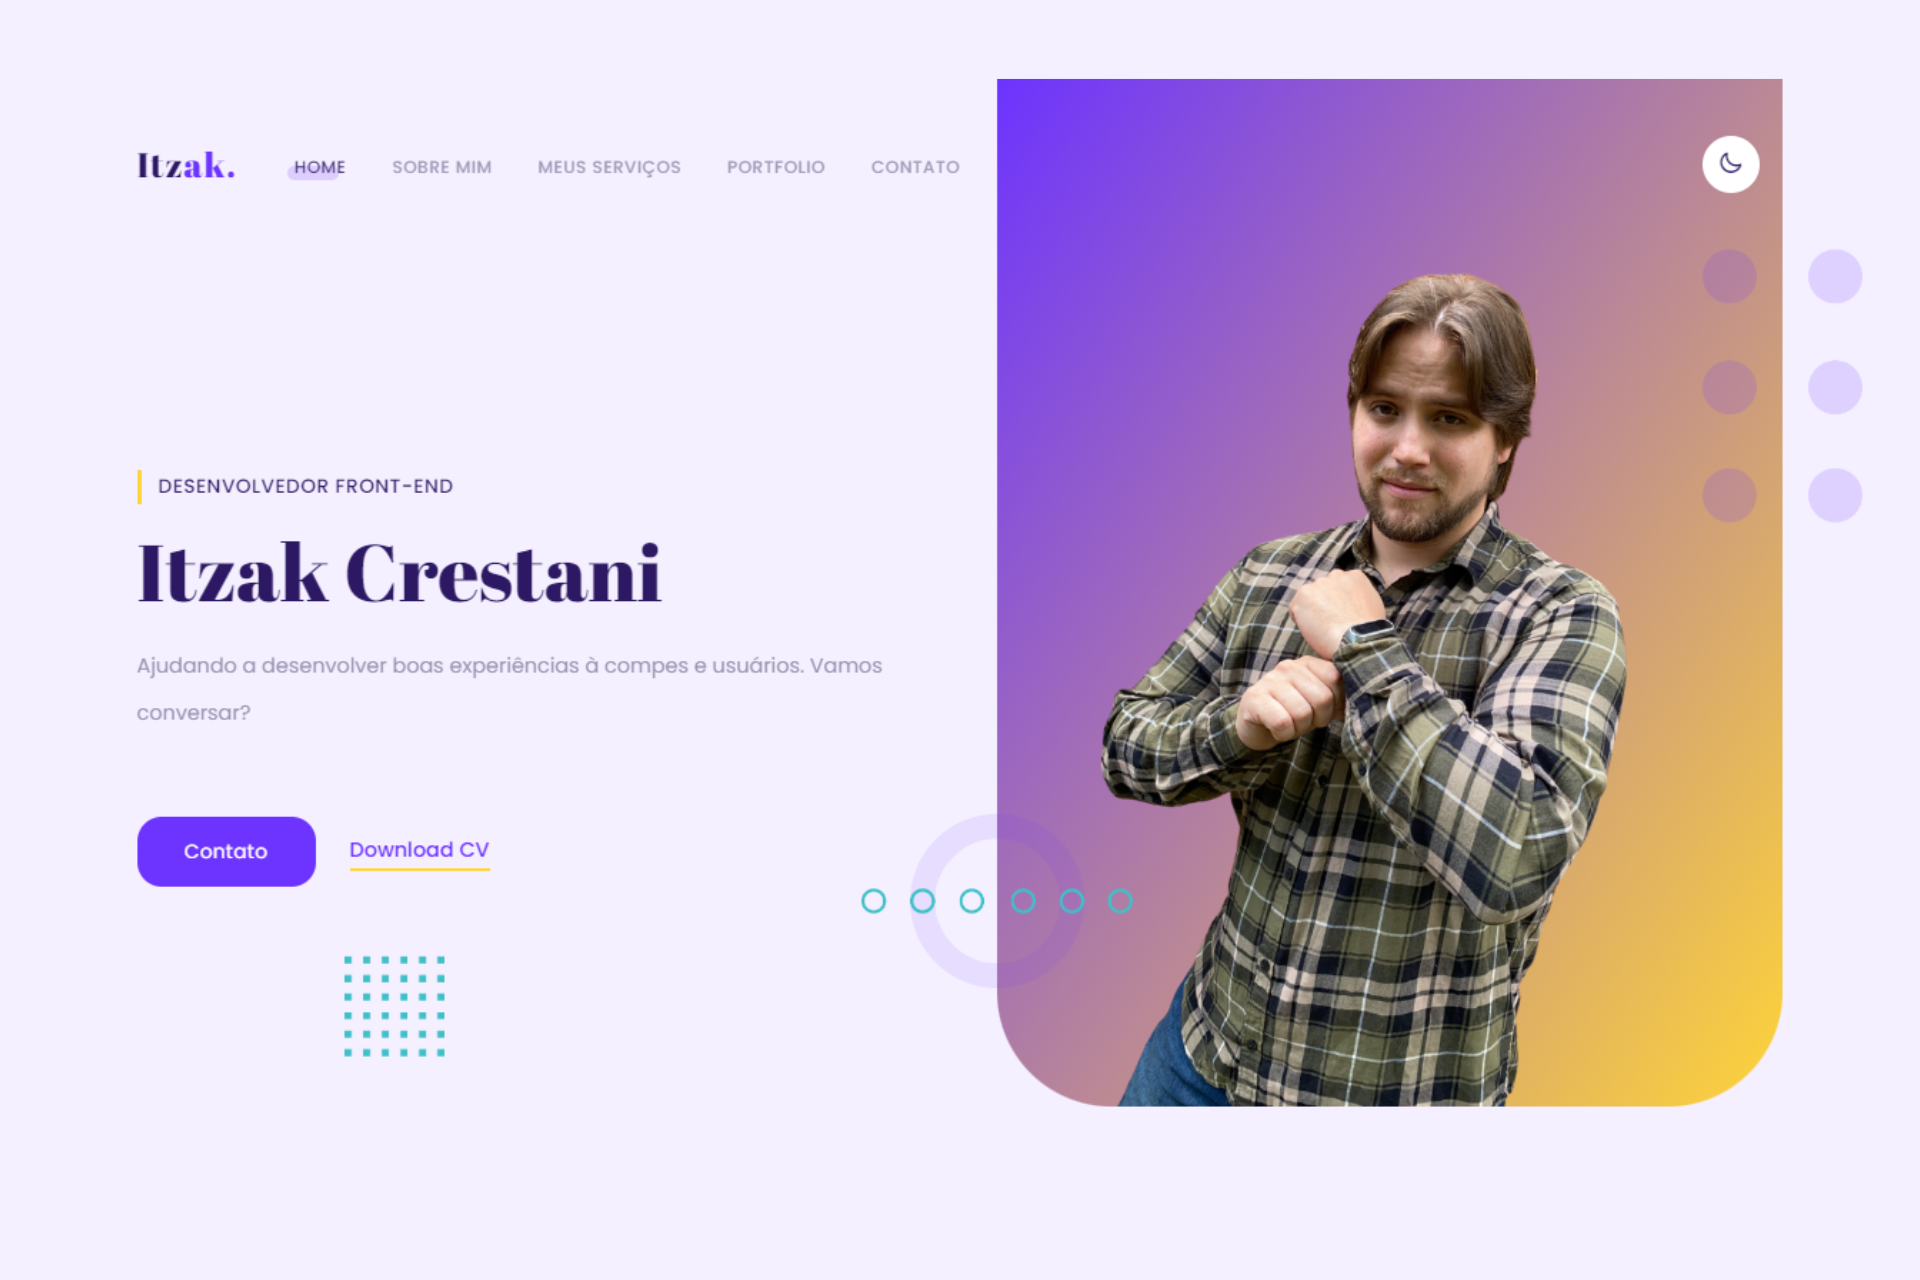 Itzak.
HOME SOBRE MIM MEUS SERVIÇOS PORTFOLIO CONTATO
DESENVOLVEDOR FRONT-END
Itzak Crestani
Ajudando a desenvolver boas experiências à compes e usuários. Vamos
conversar?
Contato Download CV